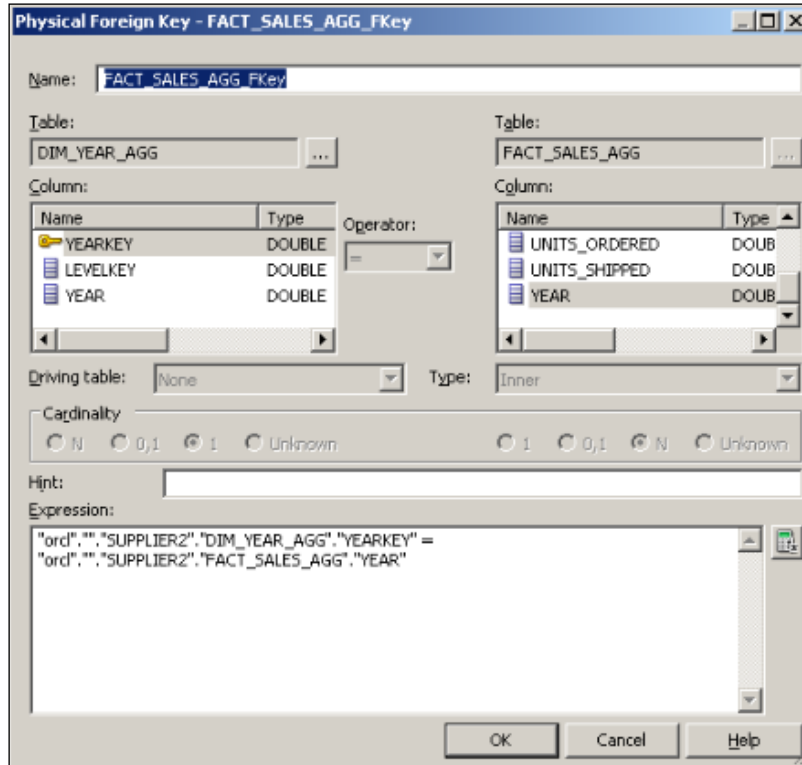 Physical Foreign Key - FACT_SALES_AGG_FKey
Name: FACT_SALES_AGG_FKey
Table: Table:
DIM_YEAR_AGG ... FACT_SALES_AGG ...
Column: Column:
Name Type Operator: Name Type
YEARKEY DOUBLE = UNITS_ORDERED DOUB
LEVELKEY DOUBLE UNITS_SHIPPED DOUB
YEAR DOUBLE YEAR DOUB
Driving table: None Type: Inner
Cardinality
N 0,1 1 Unknown 1 0,1 N Unknown
Hint:
Expression:
"orcl".""."SUPPLIER2"."DIM_YEAR_AGG"."YEARKEY" =
"orcl".""."SUPPLIER2"."FACT_SALES_AGG"."YEAR"
OK Cancel Help